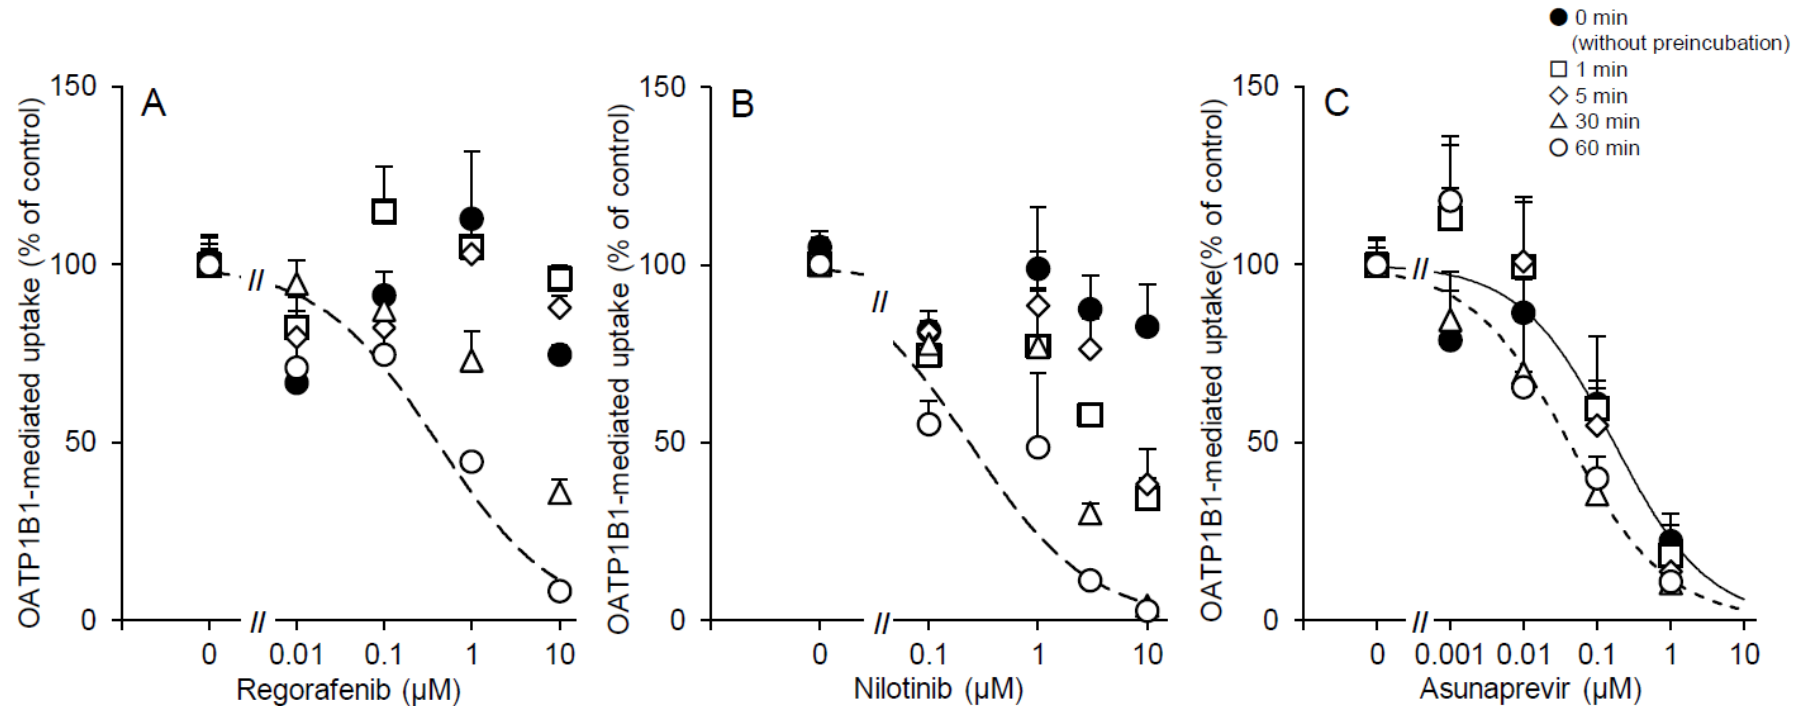 0 min
(without preincubation)
1 min
5 min
30 min
60 min
A
OATP1B1-mediated uptake (% of control)
150
100
50
0
//
//
0 0.01 0.1 1 10
Regorafenib (µM)
B
OATP1B1-mediated uptake (% of control)
150
100
50
0
//
//
0 0.1 1 10
Nilotinib (µM)
C
OATP1B1-mediated uptake(% of control)
150
100
50
0
//
//
0 0.001 0.01 0.1 1 10
Asunaprevir (µM)